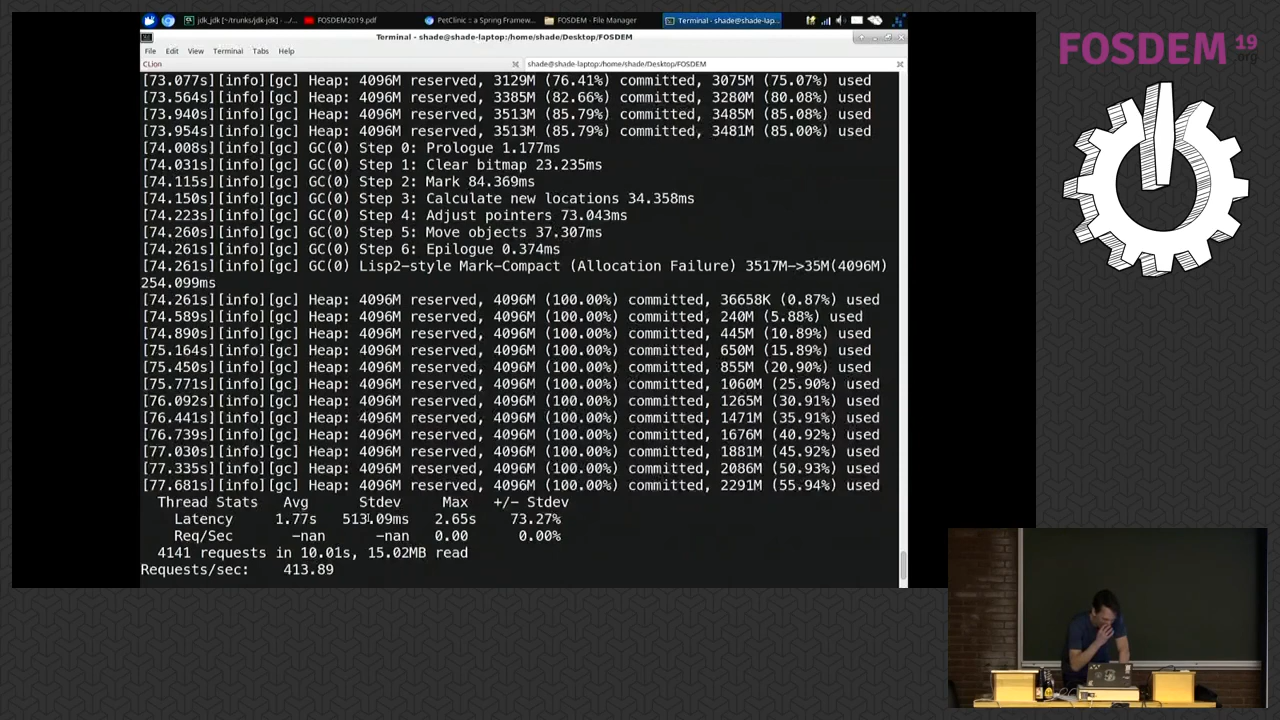 jdk_jdk [~/trunks/jdk-jdk] - .../...
FOSDEM2019.pdf
PetClinic :: a Spring Framew...
FOSDEM - File Manager
Terminal - shade@shade-lap...
Terminal - shade@shade-laptop:/home/shade/Desktop/FOSDEM
File Edit View Terminal Tabs Help
CLion
shade@shade-laptop:/home/shade/Desktop/FOSDEM
[73.077s][info][gc] Heap: 4096M reserved, 3129M (76.41%) committed, 3075M (75.07%) used
[73.564s][info][gc] Heap: 4096M reserved, 3385M (82.66%) committed, 3280M (80.08%) used
[73.940s][info][gc] Heap: 4096M reserved, 3513M (85.79%) committed, 3485M (85.08%) used
[73.954s][info][gc] Heap: 4096M reserved, 3513M (85.79%) committed, 3481M (85.00%) used
[74.008s][info][gc] GC(0) Step 0: Prologue 1.177ms
[74.031s][info][gc] GC(0) Step 1: Clear bitmap 23.235ms
[74.115s][info][gc] GC(0) Step 2: Mark 84.369ms
[74.150s][info][gc] GC(0) Step 3: Calculate new locations 34.358ms
[74.223s][info][gc] GC(0) Step 4: Adjust pointers 73.043ms
[74.260s][info][gc] GC(0) Step 5: Move objects 37.307ms
[74.261s][info][gc] GC(0) Step 6: Epilogue 0.374ms
[74.261s][info][gc] GC(0) Lisp2-style Mark-Compact (Allocation Failure) 3517M->35M(4096M)
254.099ms
[74.261s][info][gc] Heap: 4096M reserved, 4096M (100.00%) committed, 36658K (0.87%) used
[74.589s][info][gc] Heap: 4096M reserved, 4096M (100.00%) committed, 240M (5.88%) used
[74.890s][info][gc] Heap: 4096M reserved, 4096M (100.00%) committed, 445M (10.89%) used
[75.164s][info][gc] Heap: 4096M reserved, 4096M (100.00%) committed, 650M (15.89%) used
[75.450s][info][gc] Heap: 4096M reserved, 4096M (100.00%) committed, 855M (20.90%) used
[75.771s][info][gc] Heap: 4096M reserved, 4096M (100.00%) committed, 1060M (25.90%) used
[76.092s][info][gc] Heap: 4096M reserved, 4096M (100.00%) committed, 1265M (30.91%) used
[76.441s][info][gc] Heap: 4096M reserved, 4096M (100.00%) committed, 1471M (35.91%) used
[76.739s][info][gc] Heap: 4096M reserved, 4096M (100.00%) committed, 1676M (40.92%) used
[77.030s][info][gc] Heap: 4096M reserved, 4096M (100.00%) committed, 1881M (45.92%) used
[77.335s][info][gc] Heap: 4096M reserved, 4096M (100.00%) committed, 2086M (50.93%) used
[77.681s][info][gc] Heap: 4096M reserved, 4096M (100.00%) committed, 2291M (55.94%) used
Thread Stats Avg Stdev Max +/- Stdev
Latency 1.77s 513.09ms 2.65s 73.27%
Req/Sec -nan -nan 0.00 0.00%
4141 requests in 10.01s, 15.02MB read
Requests/sec: 413.89
FOSDEM 19
.org